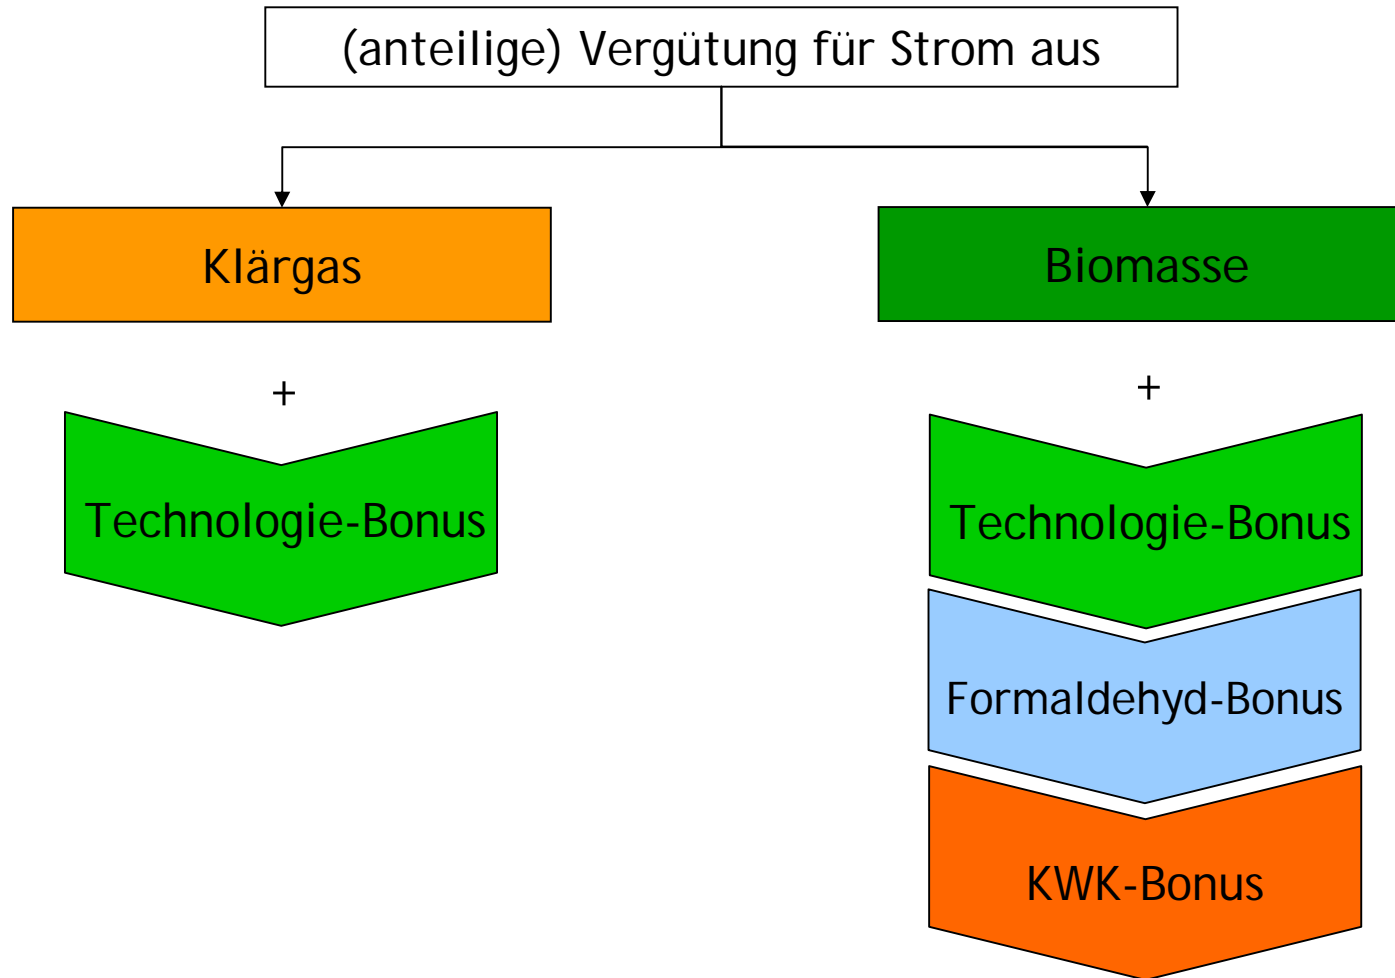 (anteilige) Vergütung für Strom aus
Klärgas
Biomasse
+
+
Technologie-Bonus
Technologie-Bonus
Formaldehyd-Bonus
KWK-Bonus